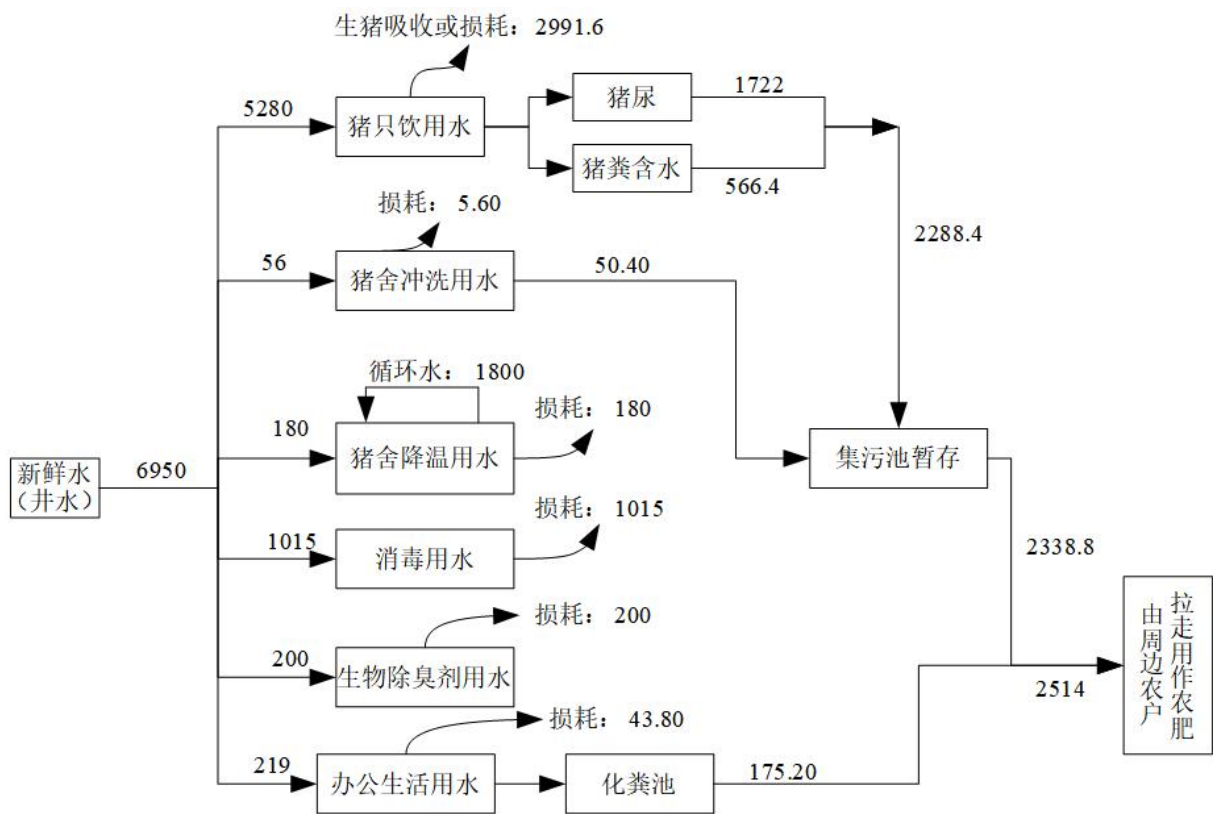 生猪吸收或损耗：2991.6
5280
猪只饮用水
猪尿
1722
猪粪含水
566.4
2288.4
损耗：5.60
56
猪舍冲洗用水
50.40
循环水：1800
180
猪舍降温用水
损耗：180
集污池暂存
新鲜水
（井水）
6950
损耗：1015
1015
消毒用水
2338.8
损耗：200
200
生物除臭剂用水
由周边农户
拉走用作农肥
2514
损耗：43.80
219
办公生活用水
化粪池
175.20